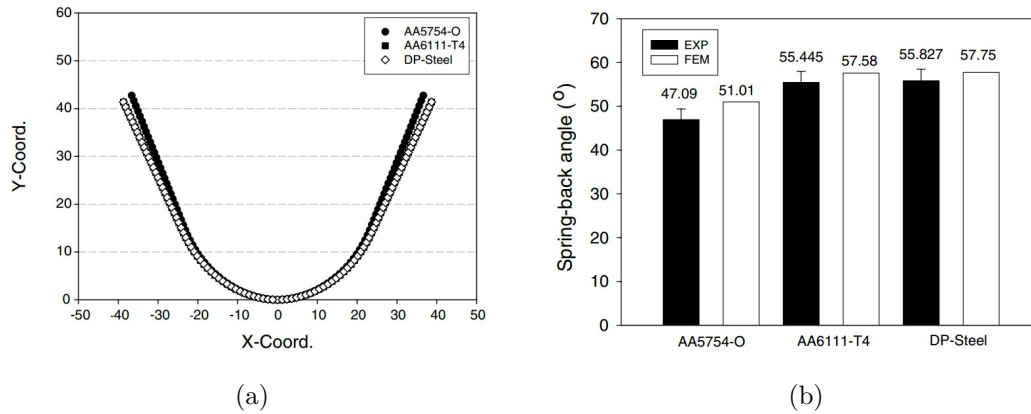 60
50
40
30
20
10
0
-50 -40 -30 -20 -10 0 10 20 30 40 50
Y-Coord.
X-Coord.
AA5754-O
AA6111-T4
DP-Steel
(a)
70
60
50
40
30
20
10
0
Spring-back angle (º)
EXP
FEM
47.09
51.01
55.445
57.58
55.827
57.75
AA5754-O AA6111-T4 DP-Steel
(b)